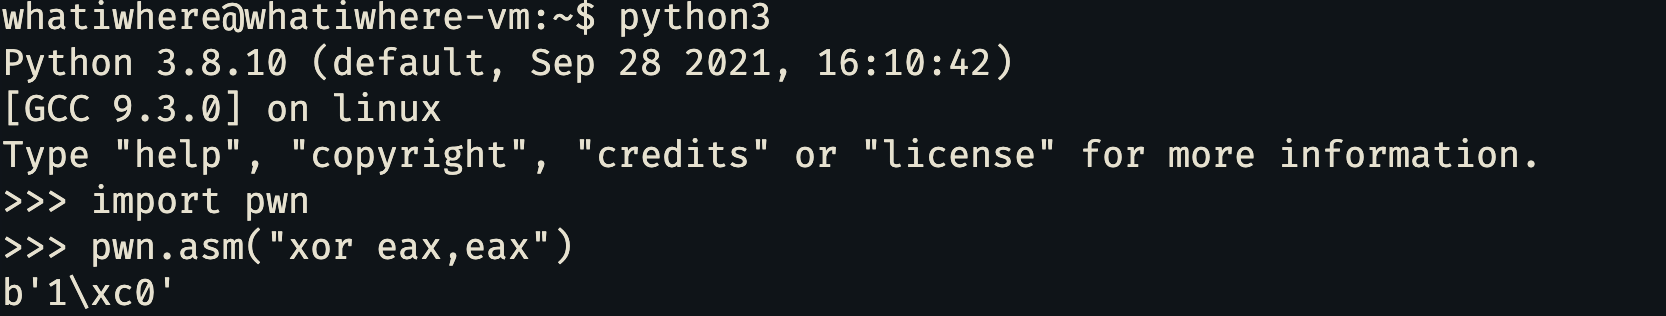 whatiwhere@whatiwhere-vm:~$ python3
Python 3.8.10 (default, Sep 28 2021, 16:10:42)
[GCC 9.3.0] on linux
Type "help", "copyright", "credits" or "license" for more information.
>>> import pwn
>>> pwn.asm("xor eax,eax")
b'1\xc0'